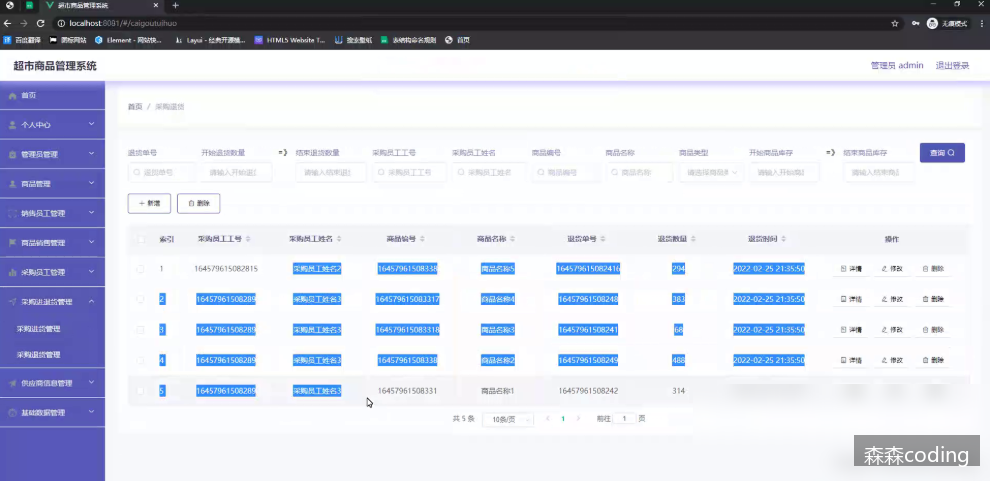 超市商品管理系统
localhost:8081/#/caigoutuihuo
无痕模式
百度翻译 图标网站 Element - 网站快... Layui - 经典开源模... HTML5 Website T... 搜索壁纸 表结构命名规则 首页
超市商品管理系统 管理员 admin 退出登录
首页
个人中心
管理员管理
商品管理
销售员工管理
商品销售管理
采购员工管理
采购进退货管理
采购进货管理
采购退货管理
供应商信息管理
基础数据管理
首页 / 采购退货
退货单号 开始退货数量 结束退货数量 采购员工工号 采购员工姓名 商品编号 商品名称 商品类型 开始商品库存 结束商品库存
退货单号 请输入开始退 请输入结束退 采购员工工号 采购员工姓名 商品编号 商品名称 请选择商品 请输入开始商 请输入结束商 查询
+ 新增 删除
索引 采购员工工号 采购员工姓名 商品编号 商品名称 退货单号 退货数量 退货时间 操作
1 164579615082815 采购员工姓名2 16457961508338 商品名称5 164579615082416 294 2022-02-25 21:35:50 详情 修改 删除
2 16457961508289 采购员工姓名3 164579615083317 商品名称4 16457961508248 383 2022-02-25 21:35:50 详情 修改 删除
3 16457961508289 采购员工姓名3 164579615083318 商品名称3 16457961508241 68 2022-02-25 21:35:50 详情 修改 删除
4 16457961508289 采购员工姓名3 16457961508338 商品名称2 16457961508249 488 2022-02-25 21:35:50 详情 修改 删除
5 16457961508289 采购员工姓名3 16457961508331 商品名称1 16457961508242 314
共 5 条 10条/页 < 1 > 前往 1 页
森森coding